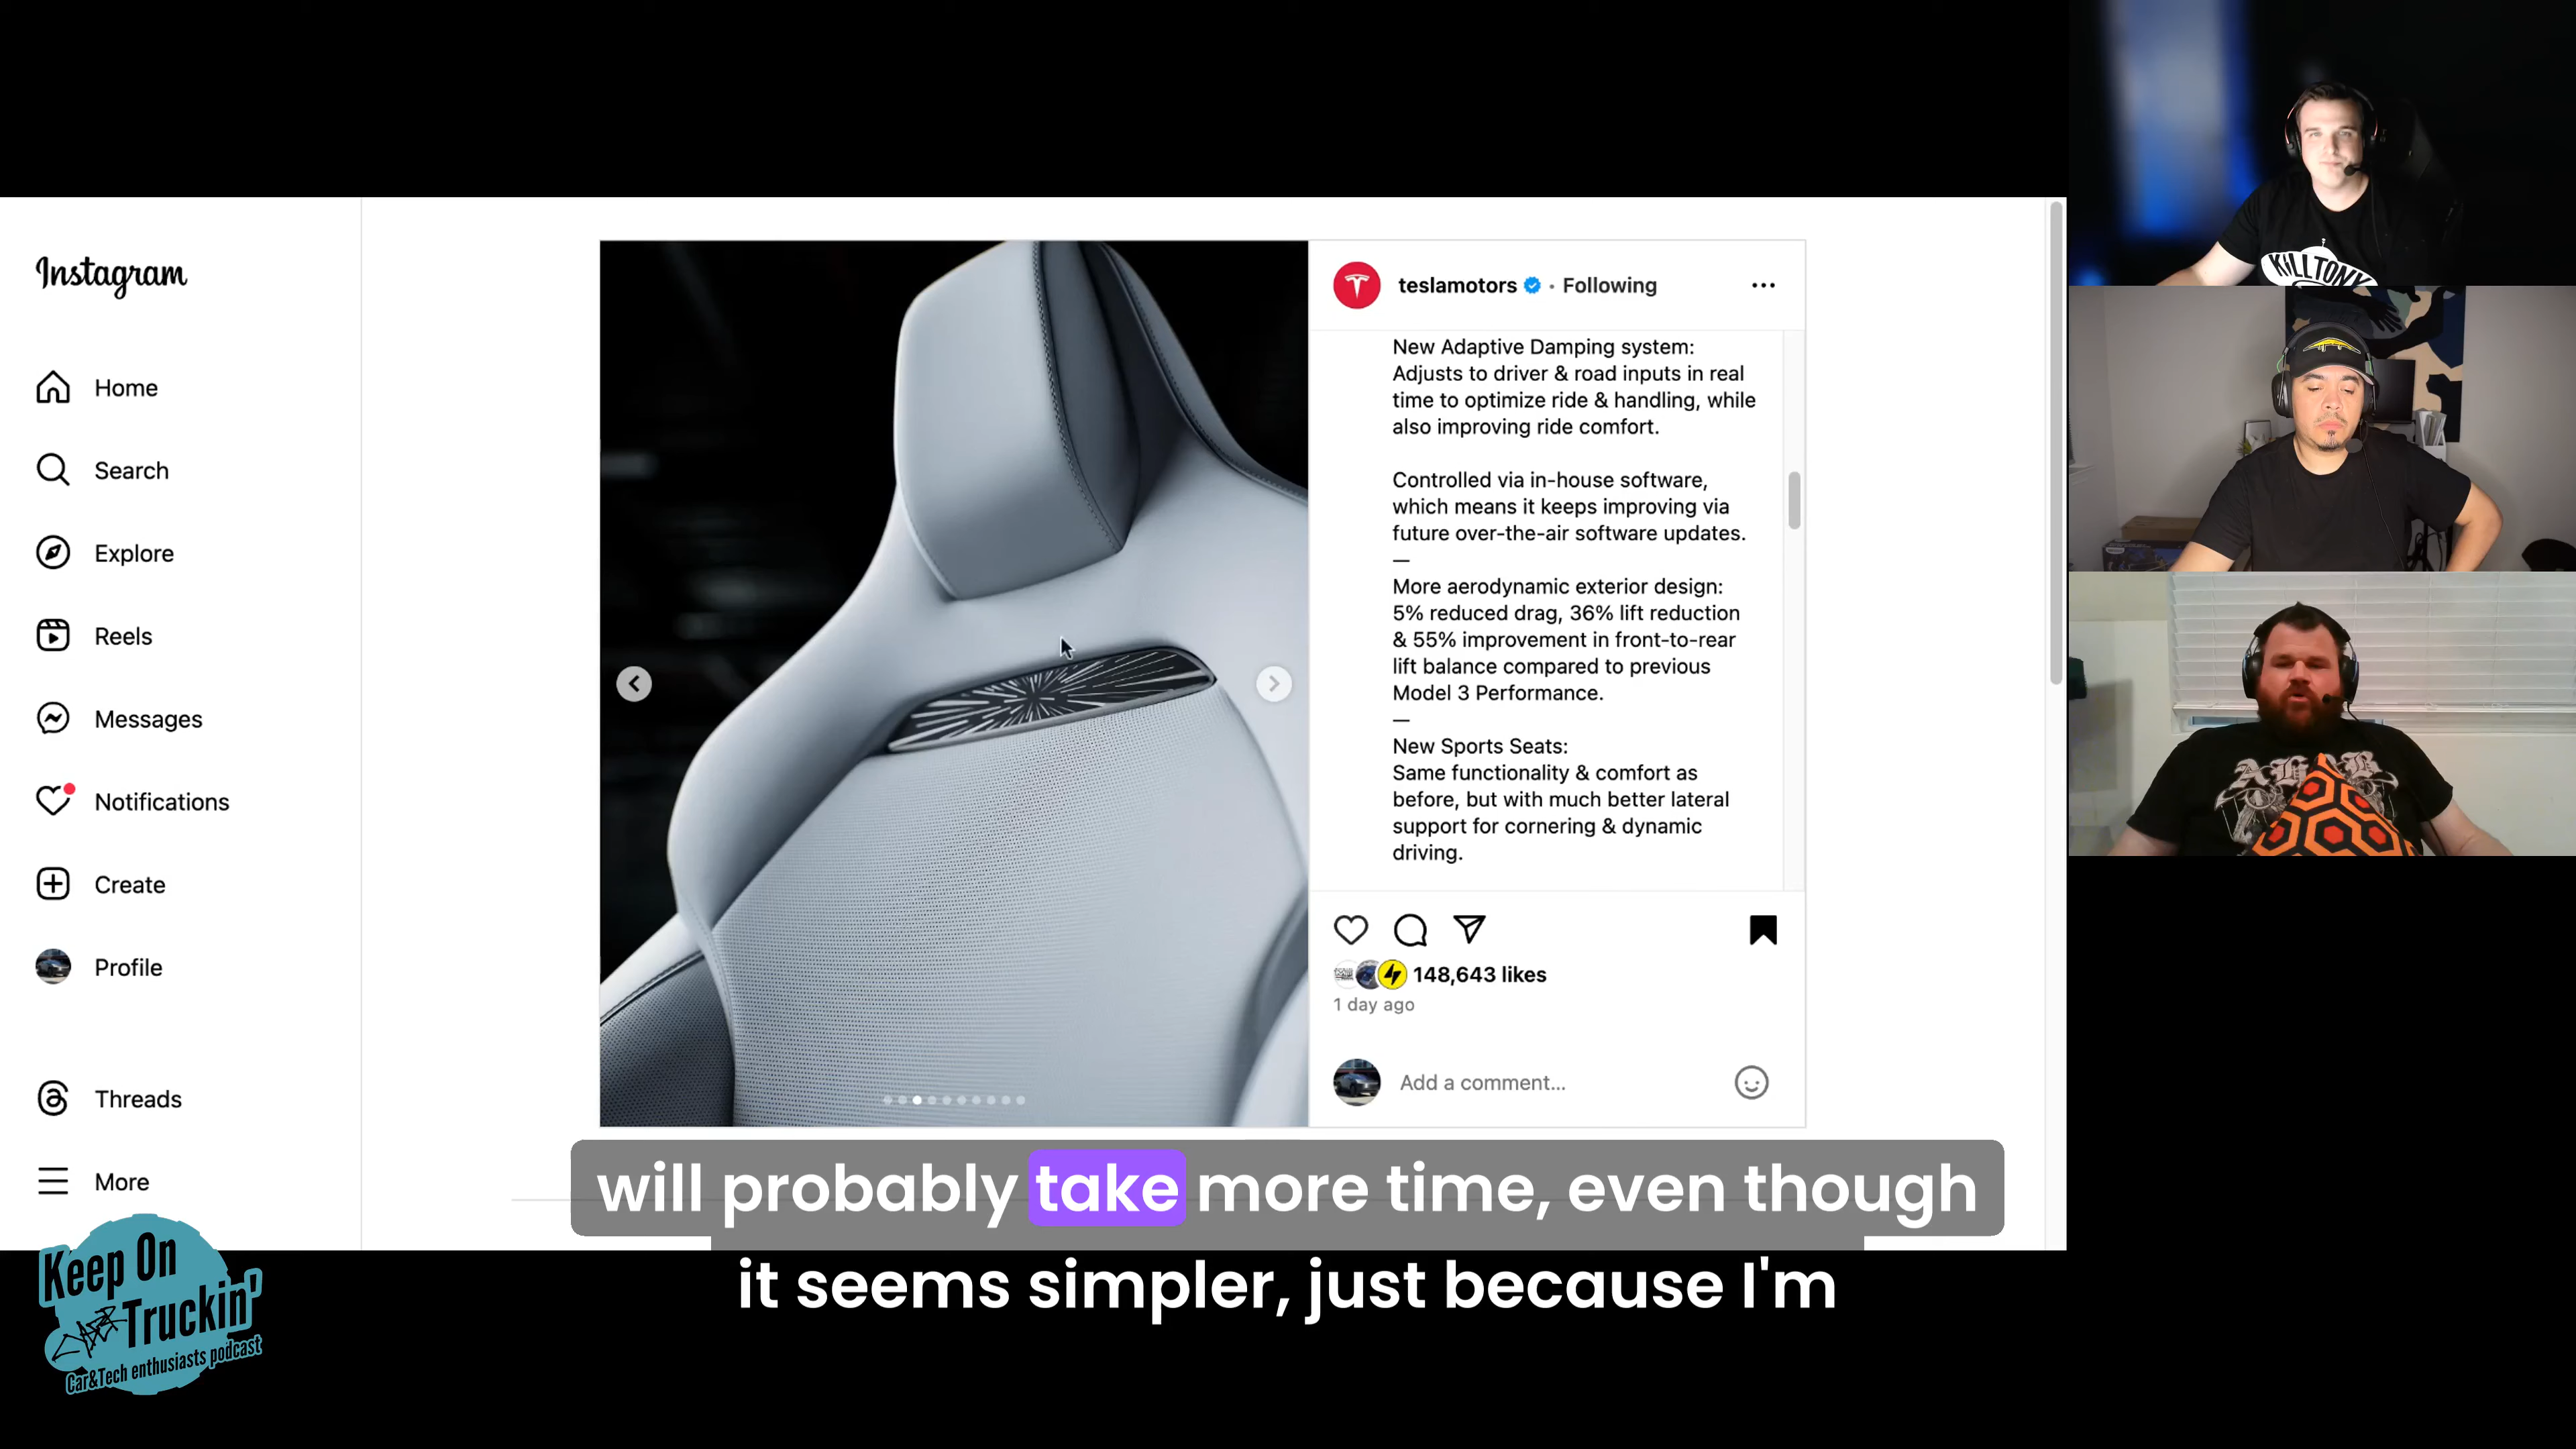 Instagram
Home
Search
Explore
Reels
Messages
Notifications
Create
Profile
Threads
More
teslamotors • Following
New Adaptive Damping system:
Adjusts to driver & road inputs in real
time to optimize ride & handling, while
also improving ride comfort.
Controlled via in-house software,
which means it keeps improving via
future over-the-air software updates.
—
More aerodynamic exterior design:
5% reduced drag, 36% lift reduction
& 55% improvement in front-to-rear
lift balance compared to previous
Model 3 Performance.
—
New Sports Seats:
Same functionality & comfort as
before, but with much better lateral
support for cornering & dynamic
driving.
148,643 likes
1 day ago
Add a comment...
KILLTONY
will probably take more time, even though
it seems simpler, just because I'm
Keep On
Truckin'
Car&Tech enthusiasts podcast